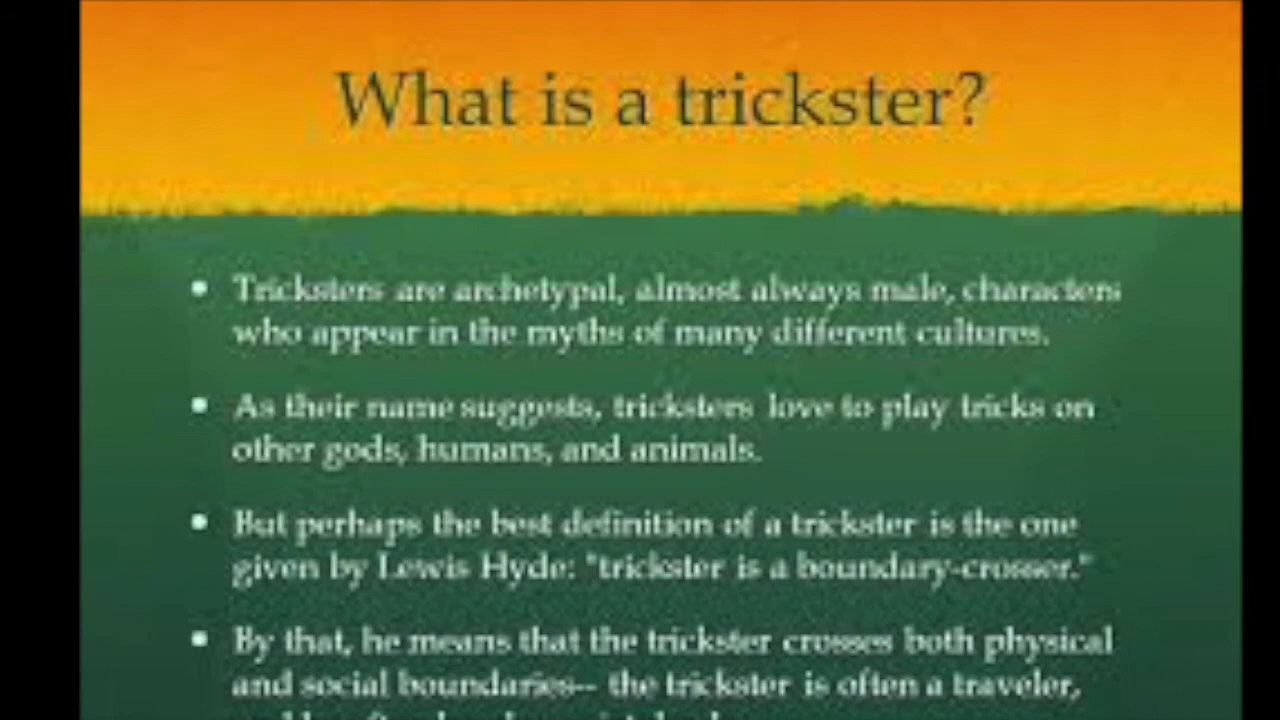 What is a trickster?
• Tricksters are archetypal, almost always male, characters
who appear in the myths of many different cultures.
• As their name suggests, tricksters love to play tricks on
other gods, humans, and animals.
• But perhaps the best definition of a trickster is the one
given by Lewis Hyde: "trickster is a boundary-crosser."
• By that, he means that the trickster crosses both physical
and social boundaries-- the trickster is often a traveler,